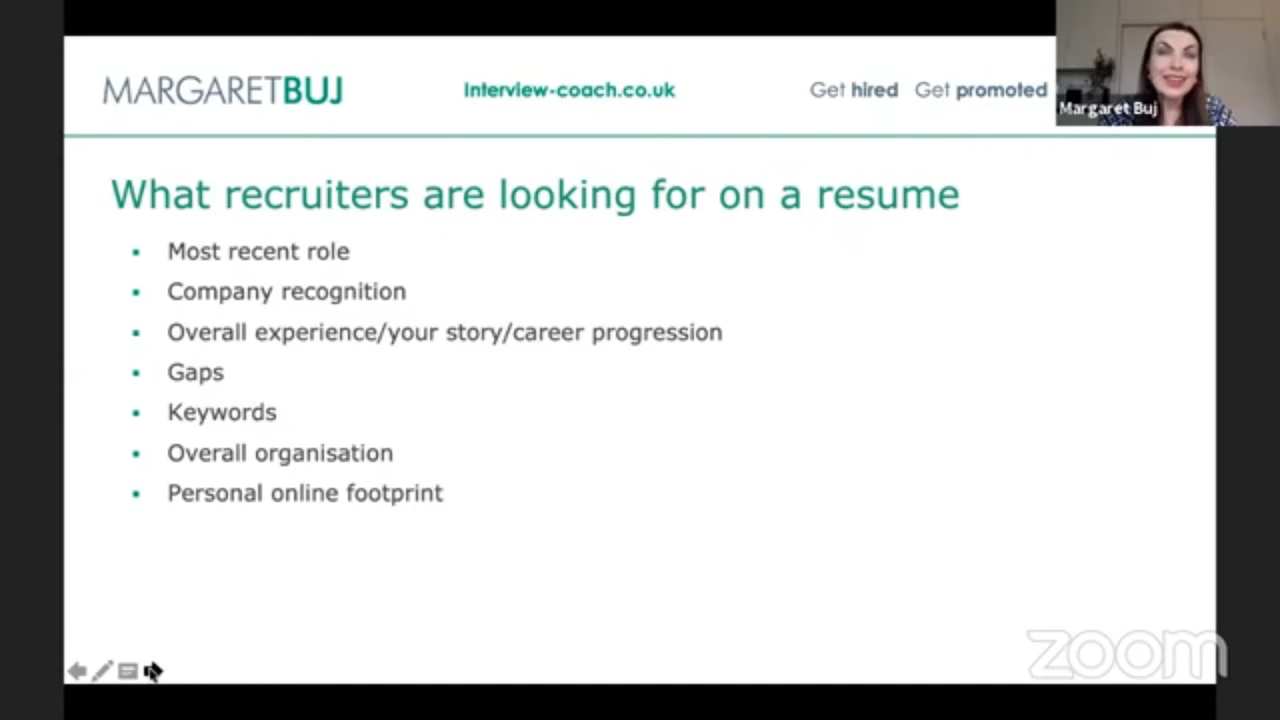 MARGARETBUJ
Interview-coach.co.uk
Get hired Get promoted
Margaret Buj
What recruiters are looking for on a resume
Most recent role
Company recognition
Overall experience/your story/career progression
Gaps
Keywords
Overall organisation
Personal online footprint
zoom